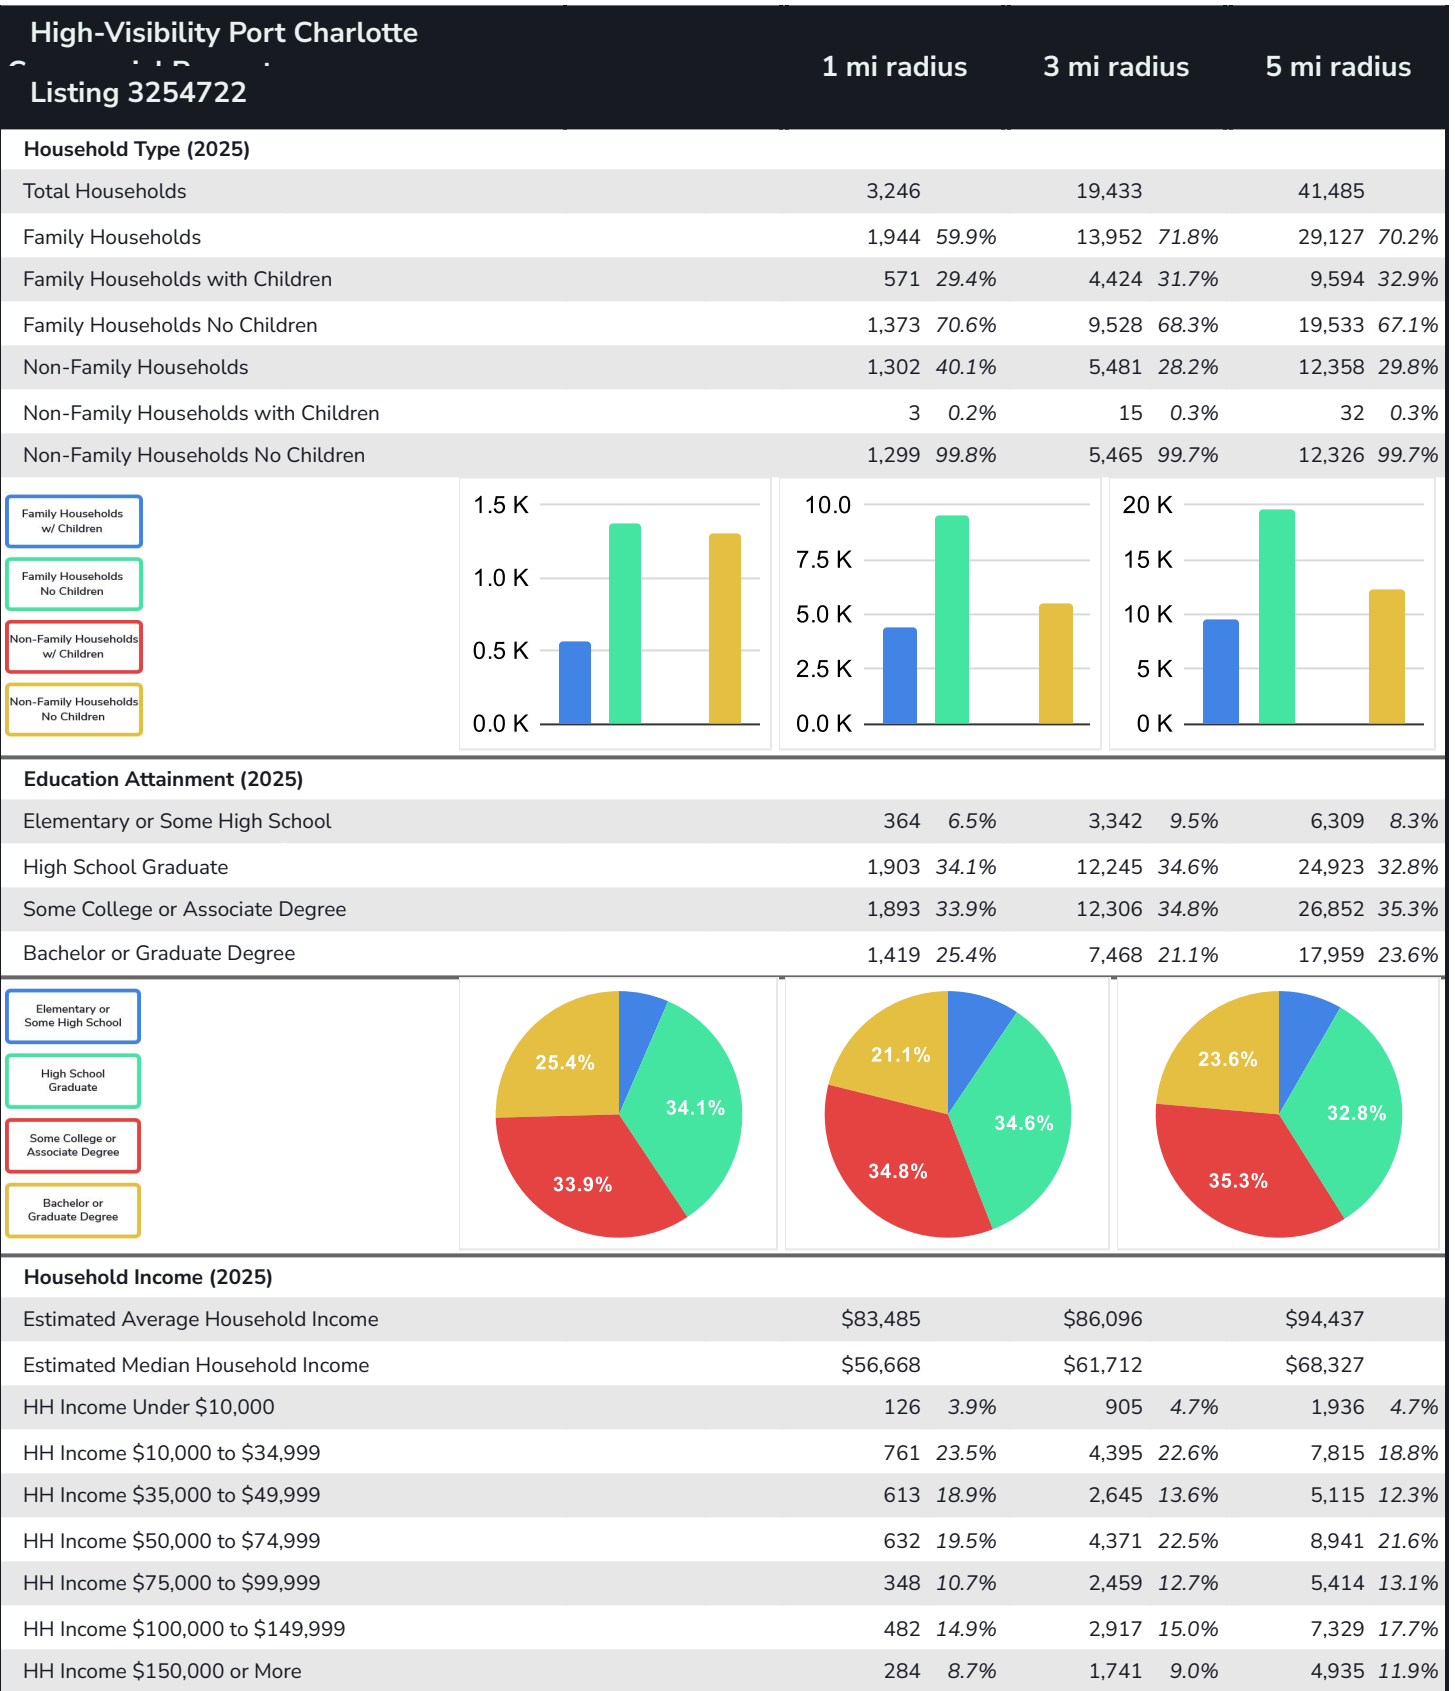 High-Visibility Port Charlotte
Listing 3254722
1 mi radius 3 mi radius 5 mi radius
Household Type (2025)
Total Households 3,246 19,433 41,485
Family Households 1,944 59.9% 13,952 71.8% 29,127 70.2%
Family Households with Children 571 29.4% 4,424 31.7% 9,594 32.9%
Family Households No Children 1,373 70.6% 9,528 68.3% 19,533 67.1%
Non-Family Households 1,302 40.1% 5,481 28.2% 12,358 29.8%
Non-Family Households with Children 3 0.2% 15 0.3% 32 0.3%
Non-Family Households No Children 1,299 99.8% 5,465 99.7% 12,326 99.7%
Family Households
w/ Children
Family Households
No Children
Non-Family Households
w/ Children
Non-Family Households
No Children
1.5 K
1.0 K
0.5 K
0.0 K
10.0
7.5 K
5.0 K
2.5 K
0.0 K
20 K
15 K
10 K
5 K
0 K
Education Attainment (2025)
Elementary or Some High School 364 6.5% 3,342 9.5% 6,309 8.3%
High School Graduate 1,903 34.1% 12,245 34.6% 24,923 32.8%
Some College or Associate Degree 1,893 33.9% 12,306 34.8% 26,852 35.3%
Bachelor or Graduate Degree 1,419 25.4% 7,468 21.1% 17,959 23.6%
Elementary or
Some High School
High School
Graduate
Some College or
Associate Degree
Bachelor or
Graduate Degree
25.4%
34.1%
33.9%
21.1%
34.6%
34.8%
23.6%
32.8%
35.3%
Household Income (2025)
Estimated Average Household Income $83,485 $86,096 $94,437
Estimated Median Household Income $56,668 $61,712 $68,327
HH Income Under $10,000 126 3.9% 905 4.7% 1,936 4.7%
HH Income $10,000 to $34,999 761 23.5% 4,395 22.6% 7,815 18.8%
HH Income $35,000 to $49,999 613 18.9% 2,645 13.6% 5,115 12.3%
HH Income $50,000 to $74,999 632 19.5% 4,371 22.5% 8,941 21.6%
HH Income $75,000 to $99,999 348 10.7% 2,459 12.7% 5,414 13.1%
HH Income $100,000 to $149,999 482 14.9% 2,917 15.0% 7,329 17.7%
HH Income $150,000 or More 284 8.7% 1,741 9.0% 4,935 11.9%